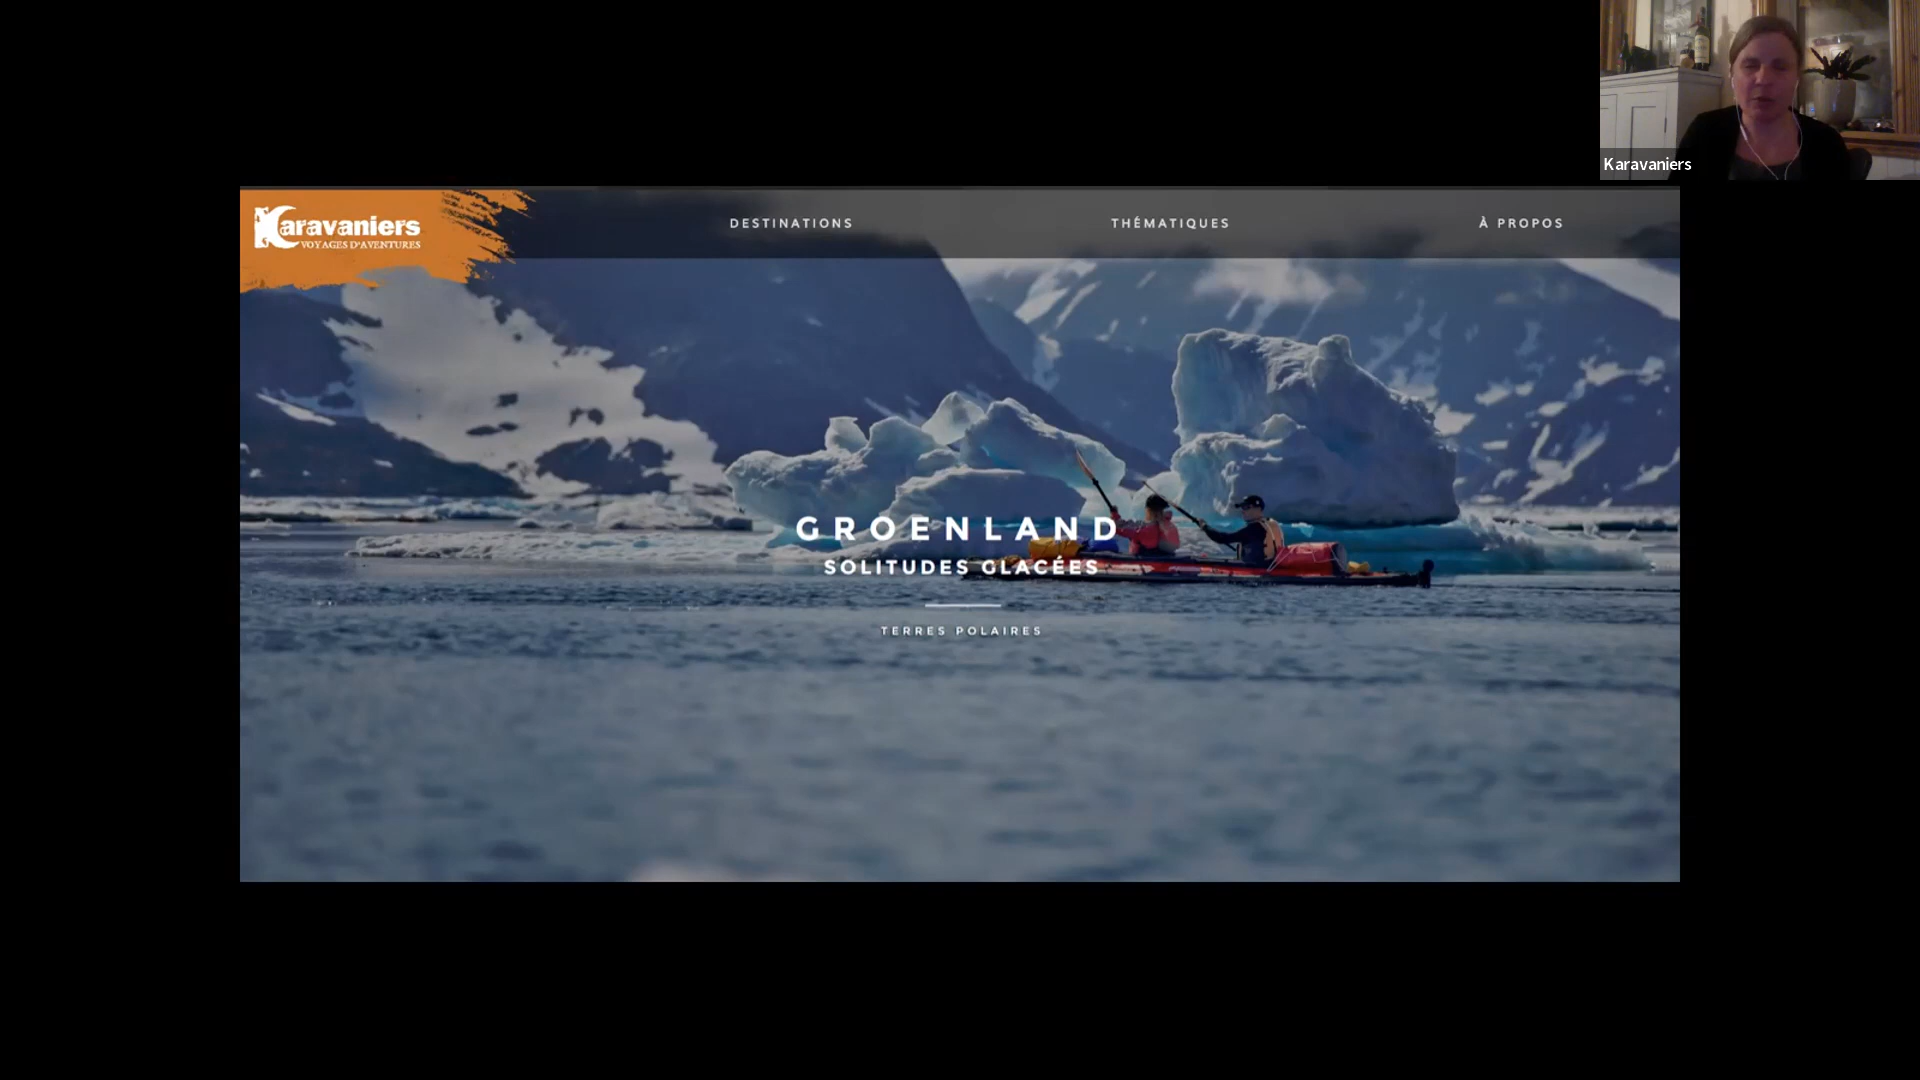 Karavaniers
Karavaniers
VOYAGES D'AVENTURES
DESTINATIONS
THÉMATIQUES
À PROPOS
GROENLAND
SOLITUDES GLACÉES
TERRES POLAIRES